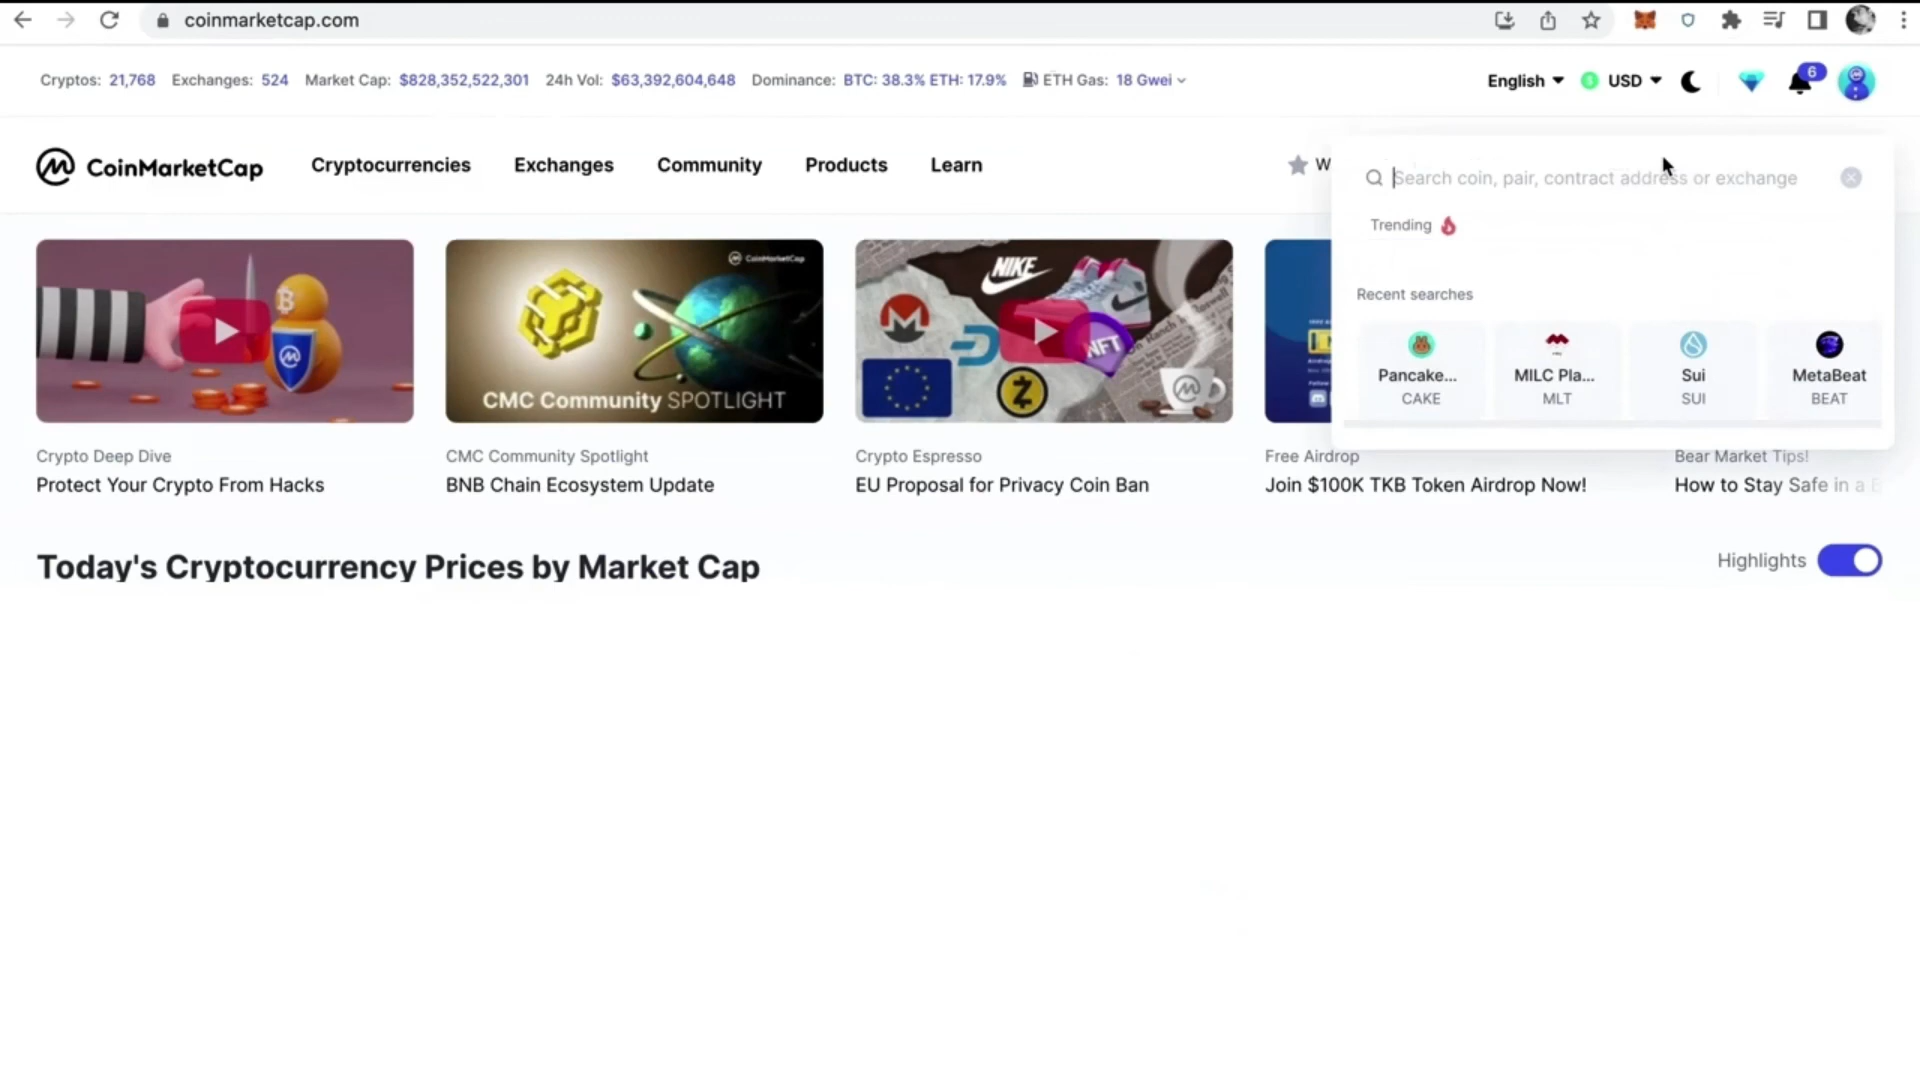 coinmarketcap.com
Cryptos: 21,768 Exchanges: 524 Market Cap: $828,352,522,301 24h Vol: $63,392,604,648 Dominance: BTC: 38.3% ETH: 17.9% ETH Gas: 18 Gwei
English USD 6
CoinMarketCap Cryptocurrencies Exchanges Community Products Learn W
Search coin, pair, contract address or exchange
Trending
Recent searches
Pancake... MILC Pla... Sui MetaBeat
CAKE MLT SUI BEAT
CoinMarketCap
CMC Community SPOTLIGHT
NIKE
NFT
Crypto Deep Dive
Protect Your Crypto From Hacks
CMC Community Spotlight
BNB Chain Ecosystem Update
Crypto Espresso
EU Proposal for Privacy Coin Ban
Free Airdrop
Join $100K TKB Token Airdrop Now!
Bear Market Tips!
How to Stay Safe in a
Today's Cryptocurrency Prices by Market Cap
Highlights